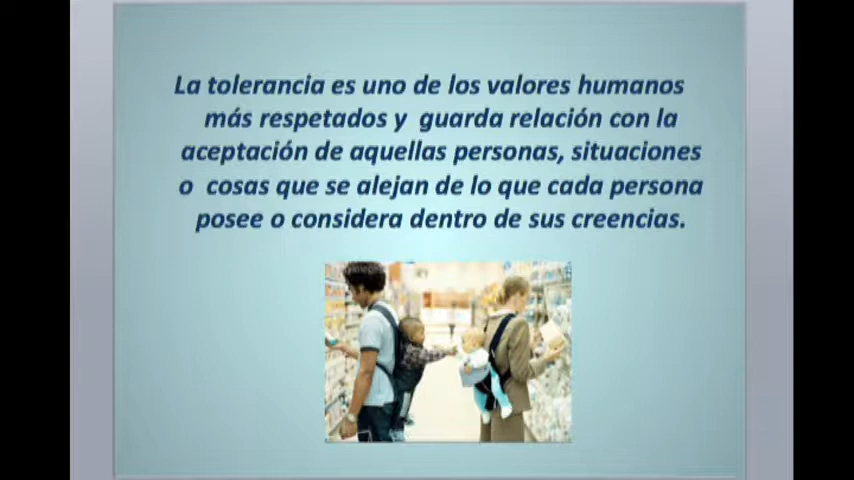 La tolerancia es uno de los valores humanos
más respetados y guarda relación con la
aceptación de aquellas personas, situaciones
o cosas que se alejan de lo que cada persona
posee o considera dentro de sus creencias.